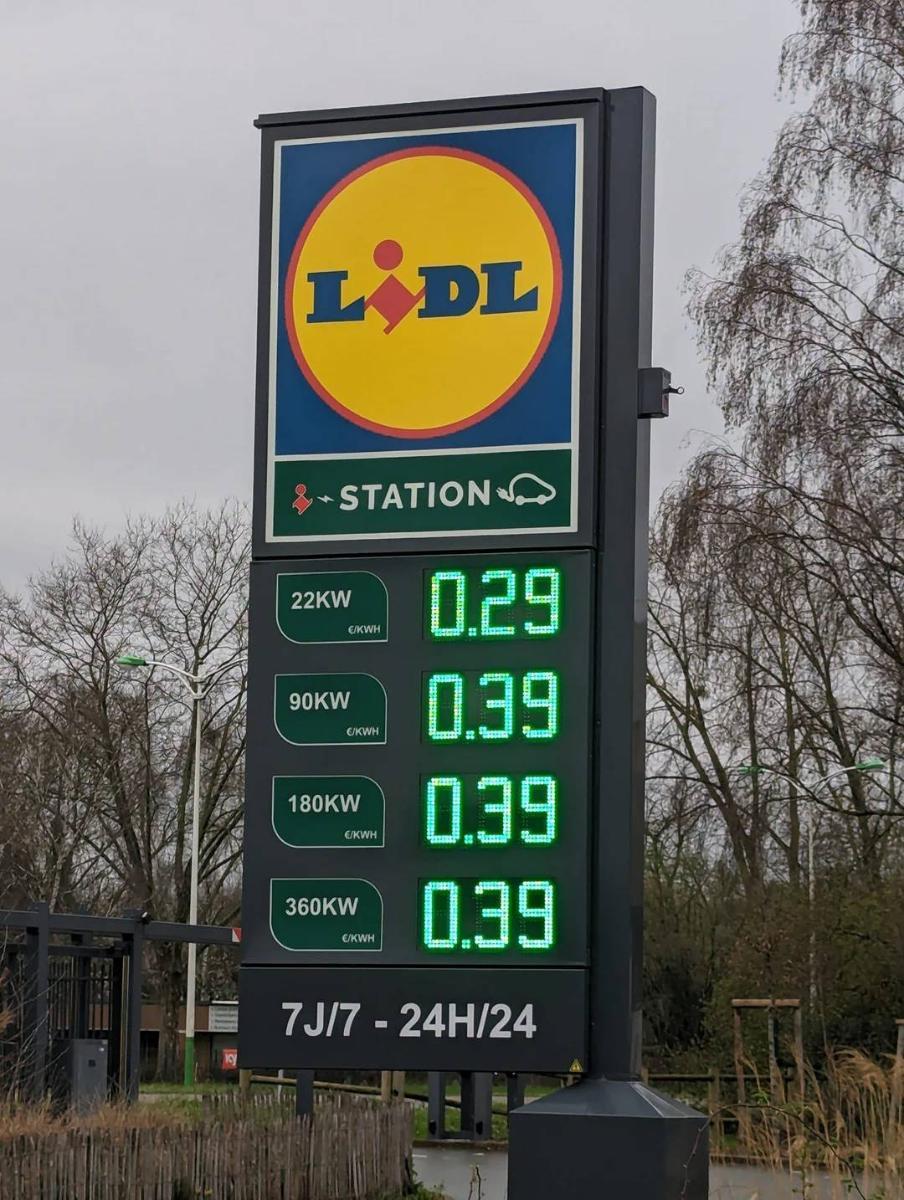 LIDL
STATION
22KW
€/KWH
0.29
90KW
€/KWH
0.39
180KW
€/KWH
0.39
360KW
€/KWH
0.39
7J/7 - 24H/24